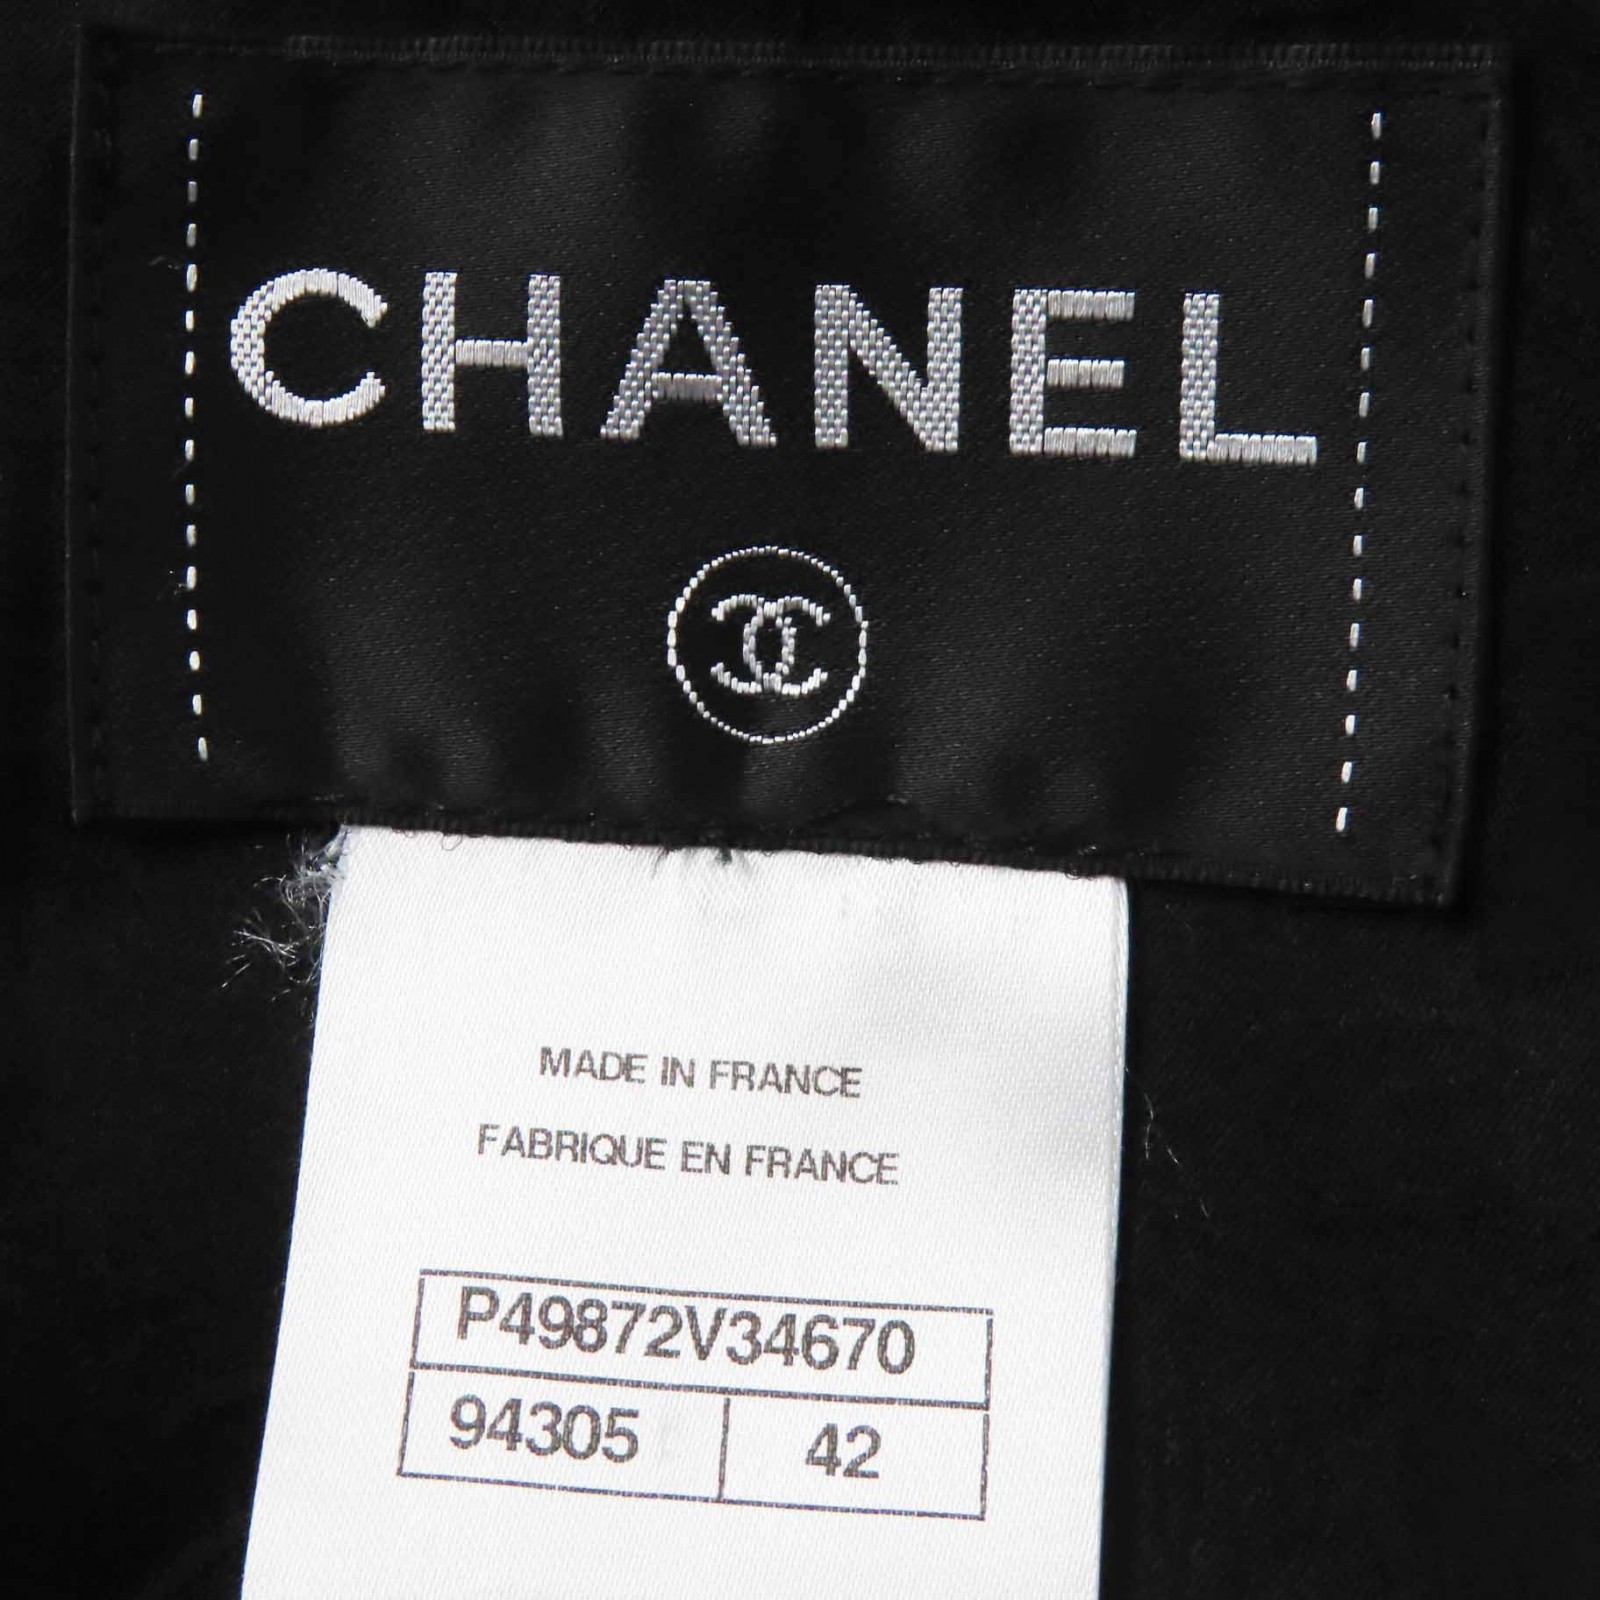 CHANEL
MADE IN FRANCE
FABRIQUE EN FRANCE
P49872V34670
94305 42